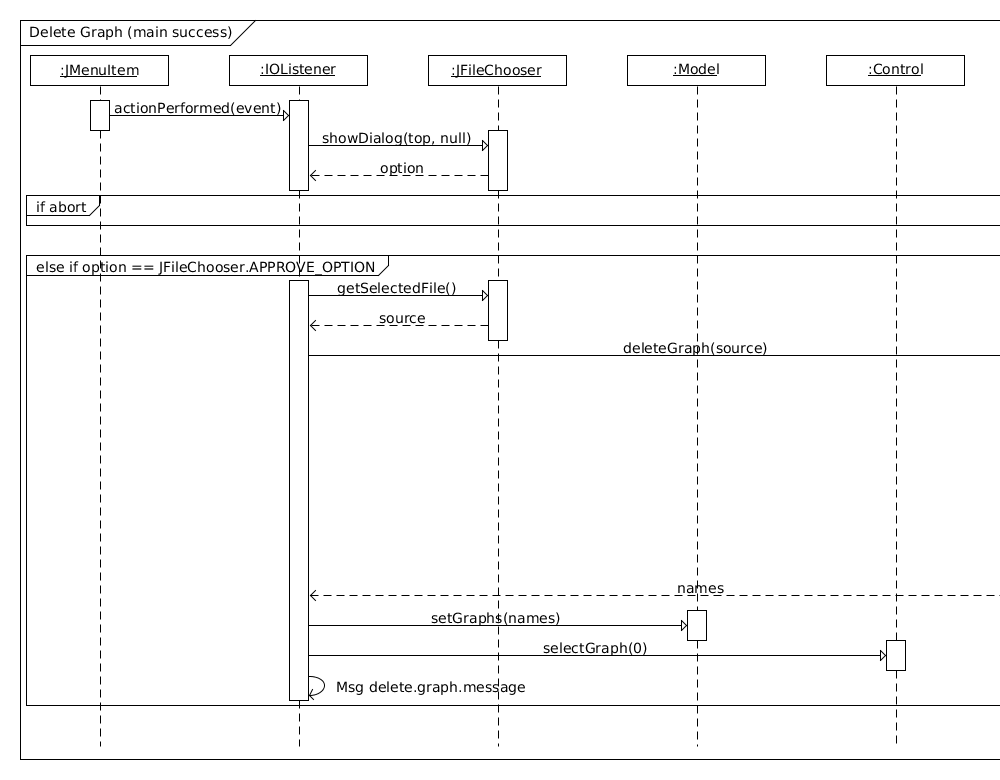 Delete Graph (main success)
:JMenuItem
:IOListener
:JFileChooser
:Model
:Control
actionPerformed(event)
showDialog(top, null)
option
if abort
else if option == JFileChooser.APPROVE_OPTION
getSelectedFile()
source
deleteGraph(source)
names
setGraphs(names)
selectGraph(0)
Msg delete.graph.message